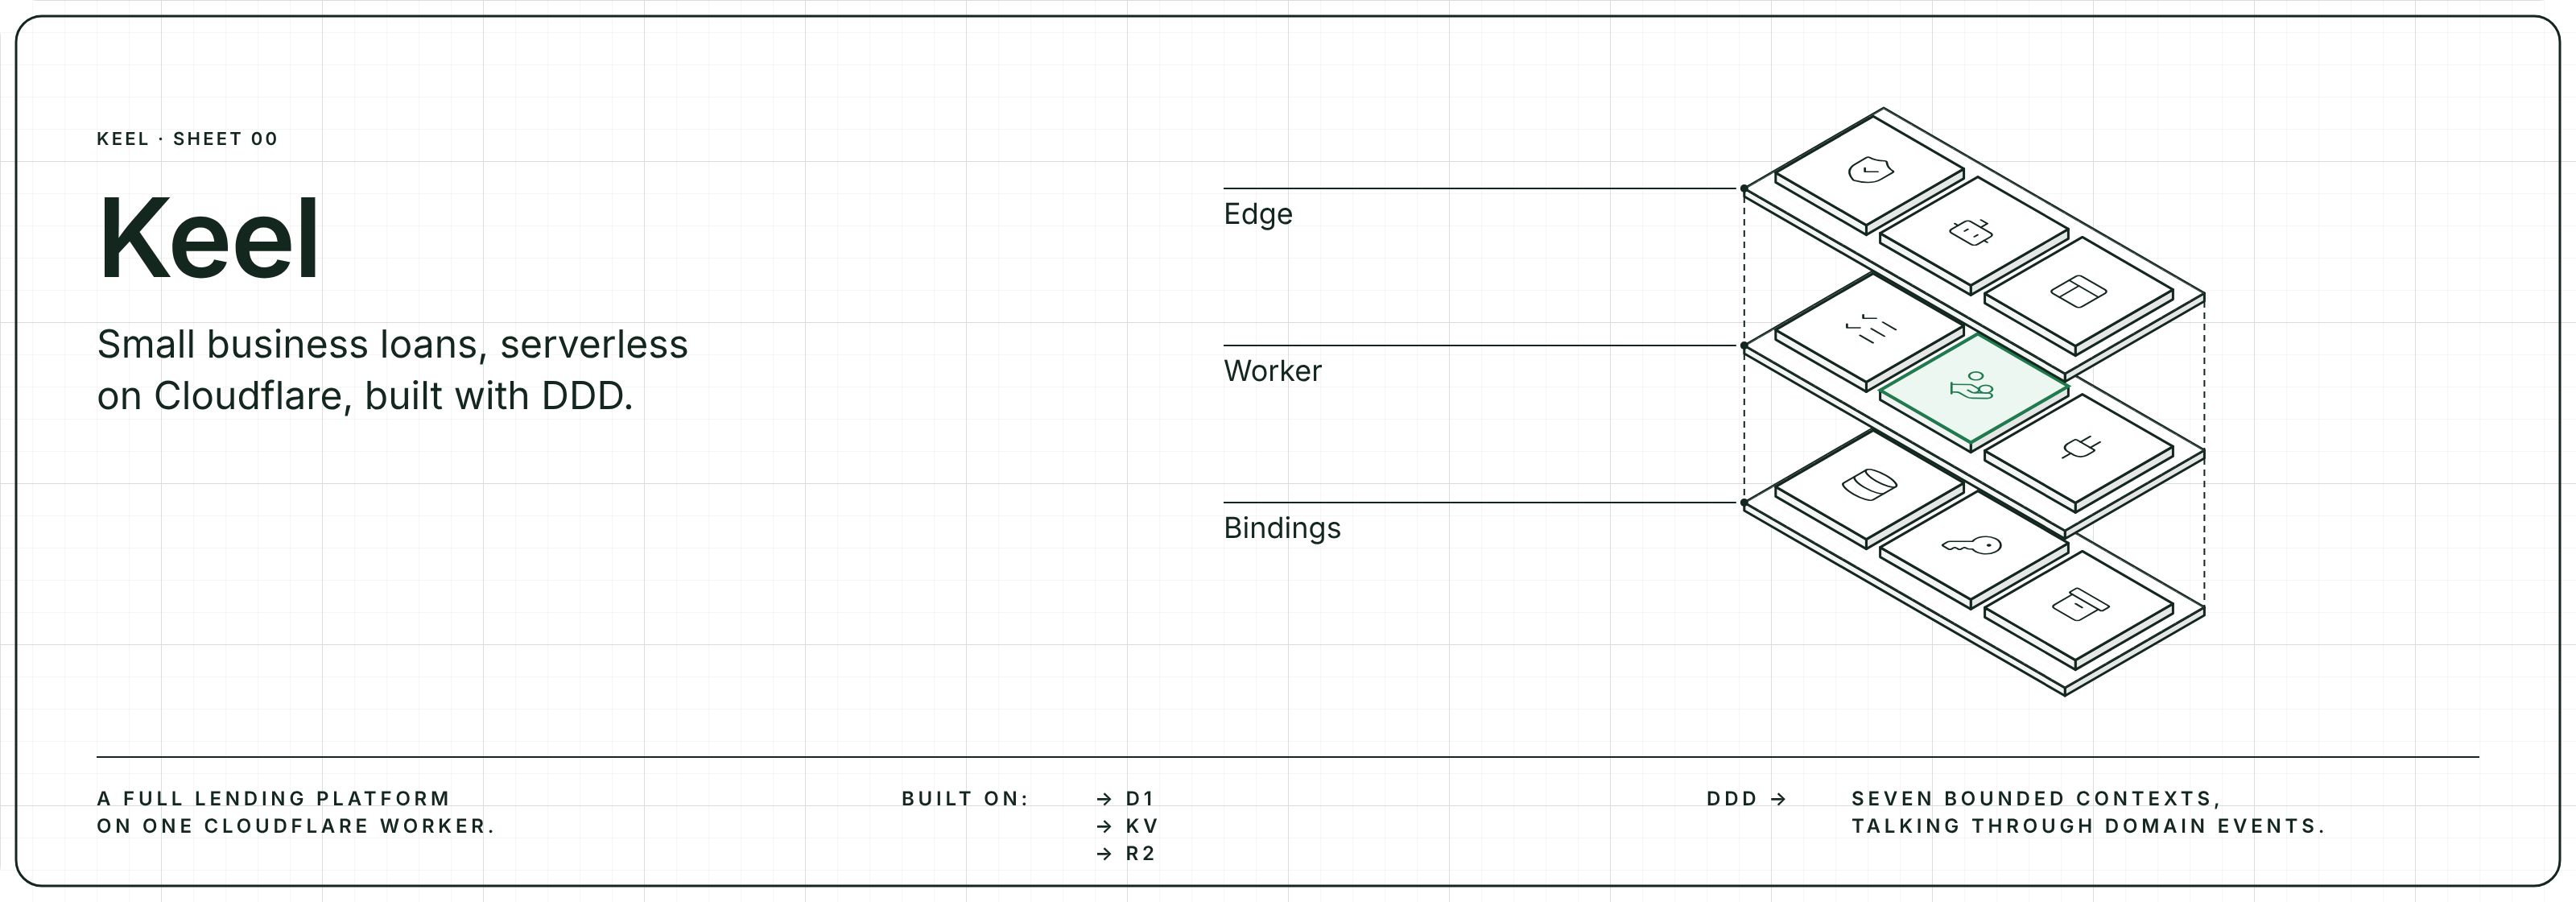 KEEL · SHEET 00
Keel
Small business loans, serverless
on Cloudflare, built with DDD.
Edge
Worker
Bindings
A FULL LENDING PLATFORM
ON ONE CLOUDFLARE WORKER.
BUILT ON:
→ D1
→ KV
→ R2
DDD →
SEVEN BOUNDED CONTEXTS,
TALKING THROUGH DOMAIN EVENTS.